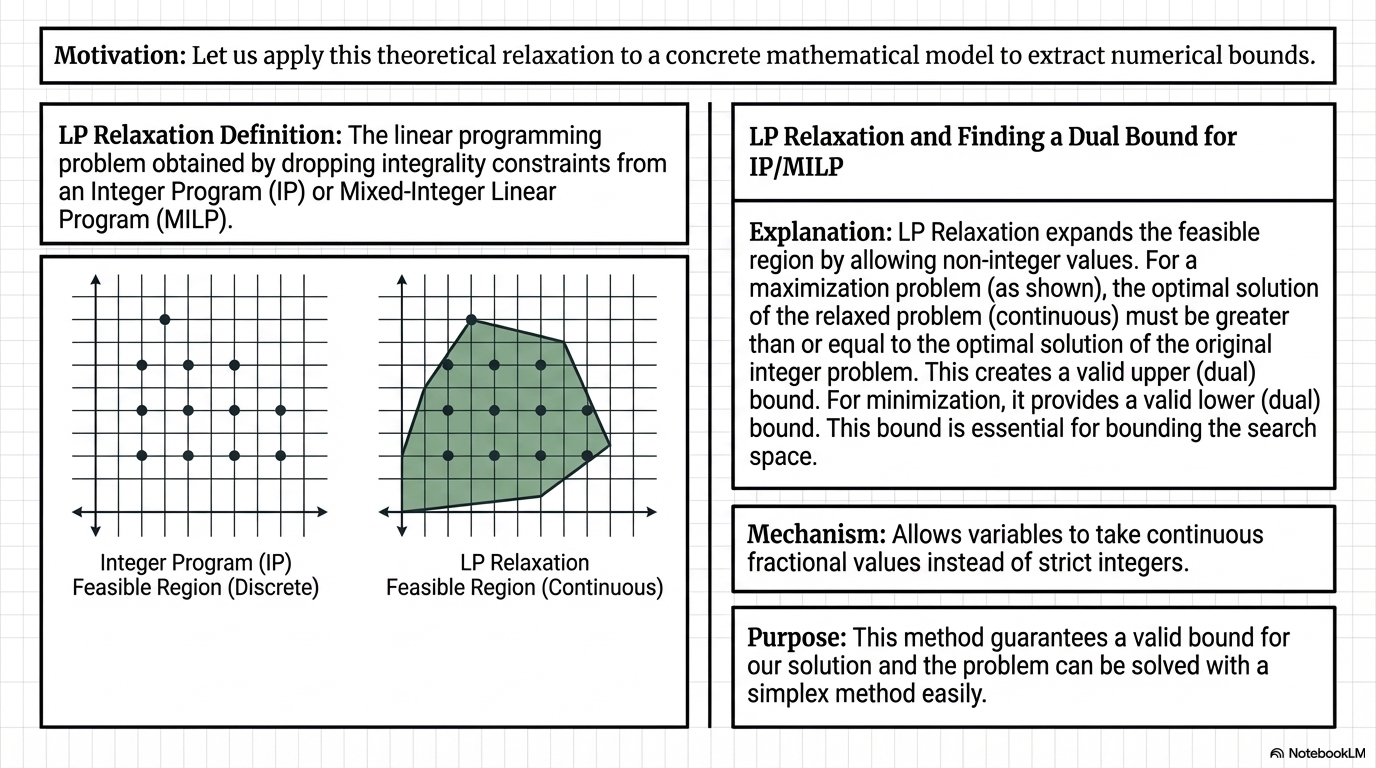 Motivation: Let us apply this theoretical relaxation to a concrete mathematical model to extract numerical bounds.
LP Relaxation Definition: The linear programming
problem obtained by dropping integrality constraints from
an Integer Program (IP) or Mixed-Integer Linear
Program (MILP).
Integer Program (IP)
Feasible Region (Discrete)
LP Relaxation
Feasible Region (Continuous)
LP Relaxation and Finding a Dual Bound for
IP/MILP
Explanation: LP Relaxation expands the feasible
region by allowing non-integer values. For a
maximization problem (as shown), the optimal solution
of the relaxed problem (continuous) must be greater
than or equal to the optimal solution of the original
integer problem. This creates a valid upper (dual)
bound. For minimization, it provides a valid lower (dual)
bound. This bound is essential for bounding the search
space.
Mechanism: Allows variables to take continuous
fractional values instead of strict integers.
Purpose: This method guarantees a valid bound for
our solution and the problem can be solved with a
simplex method easily.
NotebookLM